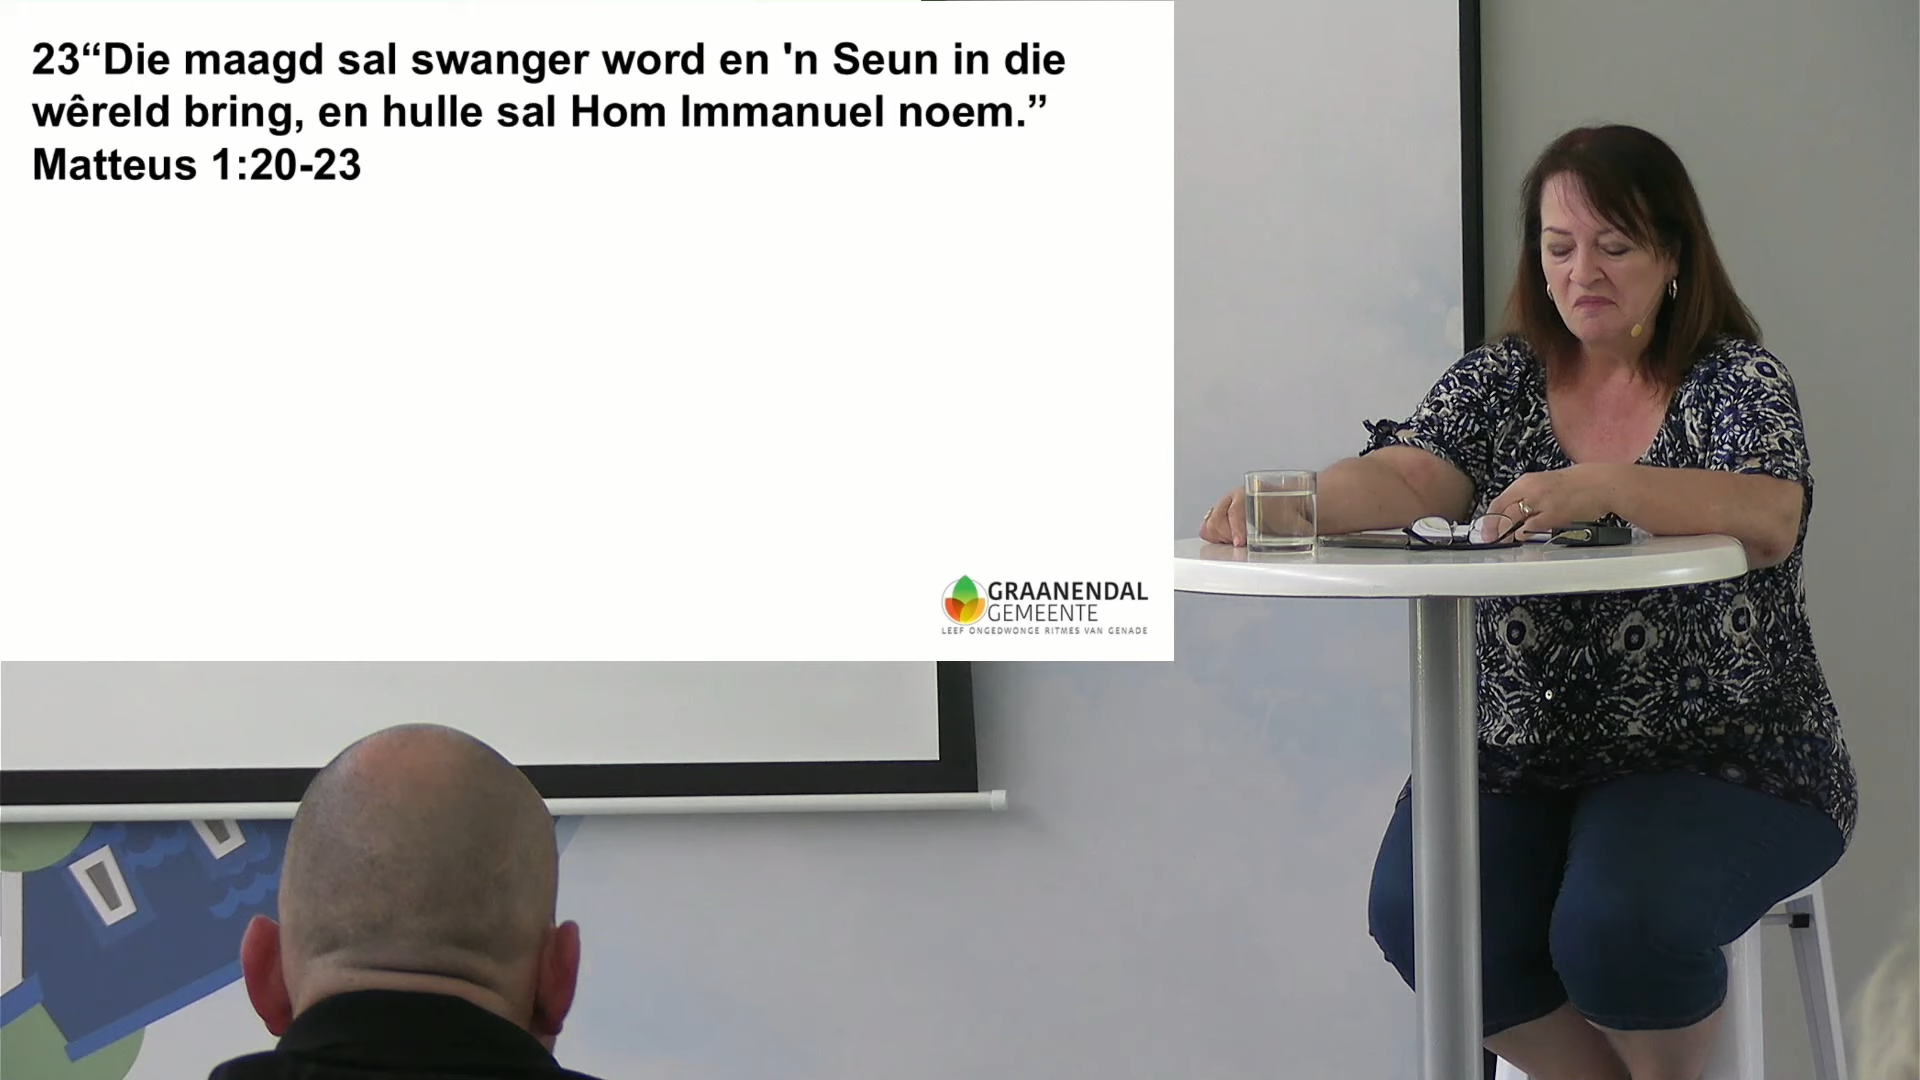 23“Die maagd sal swanger word en 'n Seun in die
wêreld bring, en hulle sal Hom Immanuel noem.”
Matteus 1:20-23
GRAANENDAL
GEMEENTE
LEEF ONGEDWONGE RITMES VAN GENADE